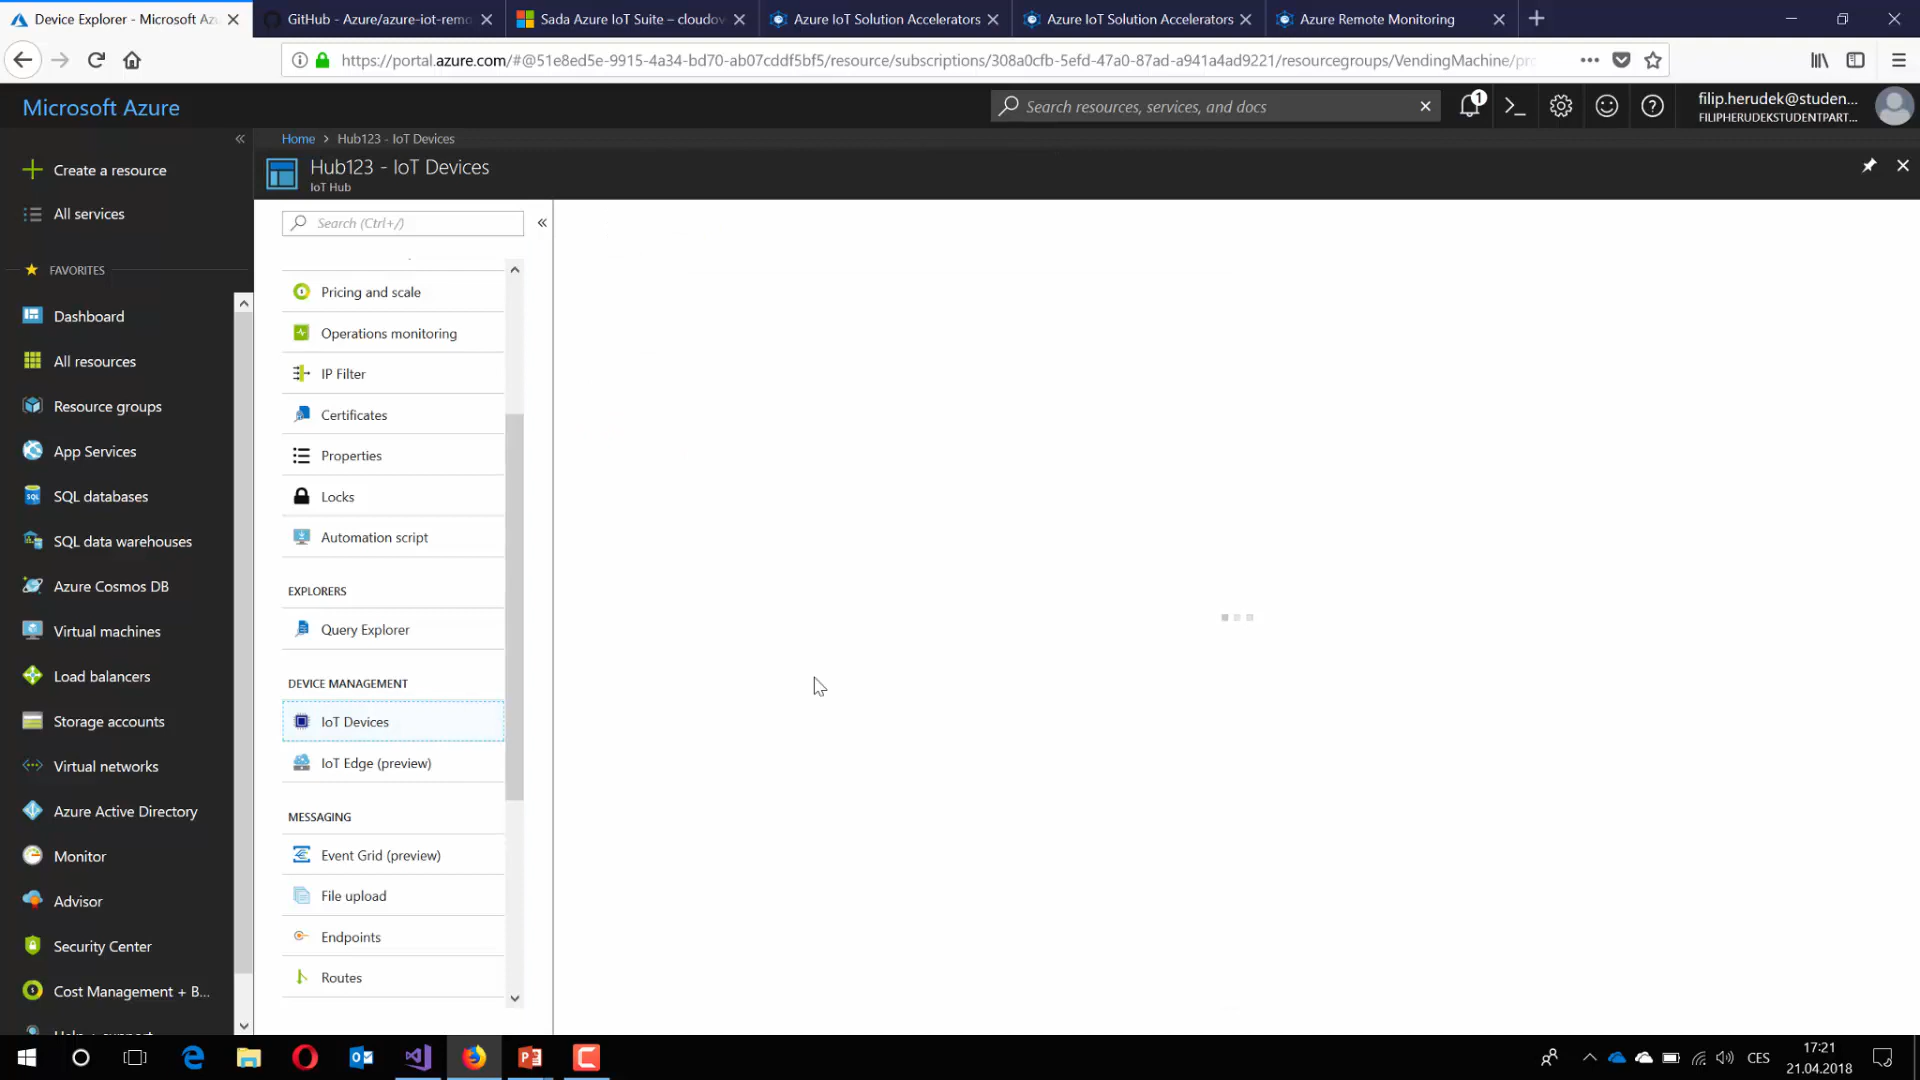 Device Explorer - Microsoft Az
GitHub - Azure/azure-iot-rem
Sada Azure IoT Suite – cloudov
Azure IoT Solution Accelerators
Azure IoT Solution Accelerators
Azure Remote Monitoring
https://portal.azure.com/#@51e8ed5e-9915-4a34-bd70-ab07cddf5bf5/resource/subscriptions/308a0cfb-5efd-47a0-87ad-a941a4ad9221/resourcegroups/VendingMachine/pro
Microsoft Azure
Search resources, services, and docs
1
filip.herudek@studen...
FILIPHERUDEKSTUDENTPART...
Home > Hub123 - IoT Devices
Hub123 - IoT Devices
IoT Hub
Create a resource
All services
FAVORITES
Dashboard
All resources
Resource groups
App Services
SQL databases
SQL data warehouses
Azure Cosmos DB
Virtual machines
Load balancers
Storage accounts
Virtual networks
Azure Active Directory
Monitor
Advisor
Security Center
Cost Management + B...
Search (Ctrl+/)
Pricing and scale
Operations monitoring
IP Filter
Certificates
Properties
Locks
Automation script
EXPLORERS
Query Explorer
DEVICE MANAGEMENT
IoT Devices
IoT Edge (preview)
MESSAGING
Event Grid (preview)
File upload
Endpoints
Routes
CES
17:21
21.04.2018